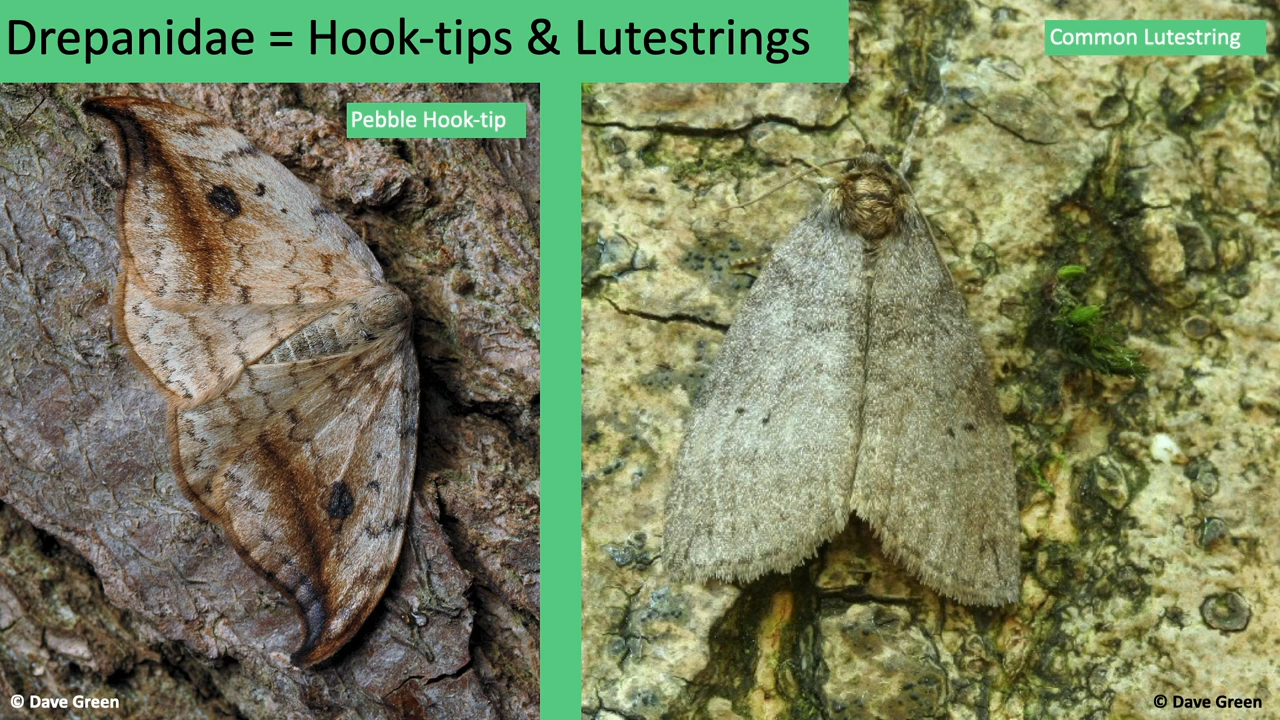 Drepanidae = Hook-tips & Lutestrings
Common Lutestring
Pebble Hook-tip
© Dave Green
© Dave Green